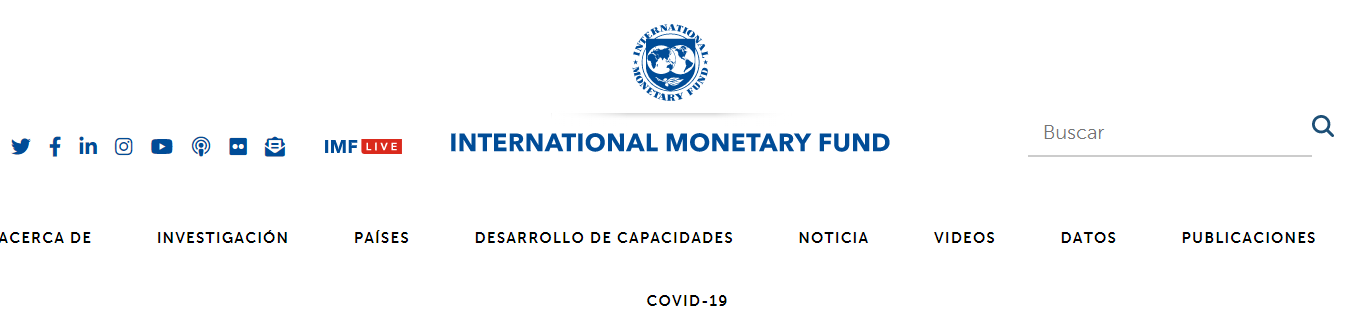 INTERNATIONAL MONETARY FUND
IMF LIVE
INTERNATIONAL MONETARY FUND
Buscar
ACERCA DE INVESTIGACIÓN PAÍSES DESARROLLO DE CAPACIDADES NOTICIA VIDEOS DATOS PUBLICACIONES
COVID-19